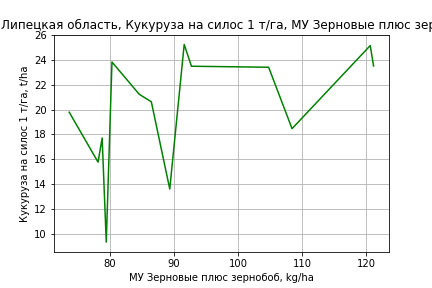 Липецкая область, Кукуруза на силос 1 т/га, МУ Зерновые плюс зер
26
24
22
20
18
16
14
12
10
Кукуруза на силос 1 т/га, t/ha
80 90 100 110 120
МУ Зерновые плюс зернобоб, kg/ha